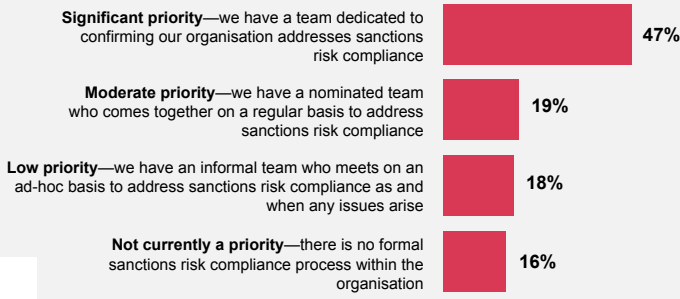 Significant priority—we have a team dedicated to
confirming our organisation addresses sanctions
risk compliance
47%
Moderate priority—we have a nominated team
who comes together on a regular basis to address
sanctions risk compliance
19%
Low priority—we have an informal team who meets on an
ad-hoc basis to address sanctions risk compliance as and
when any issues arise
18%
Not currently a priority—there is no formal
sanctions risk compliance process within the
organisation
16%